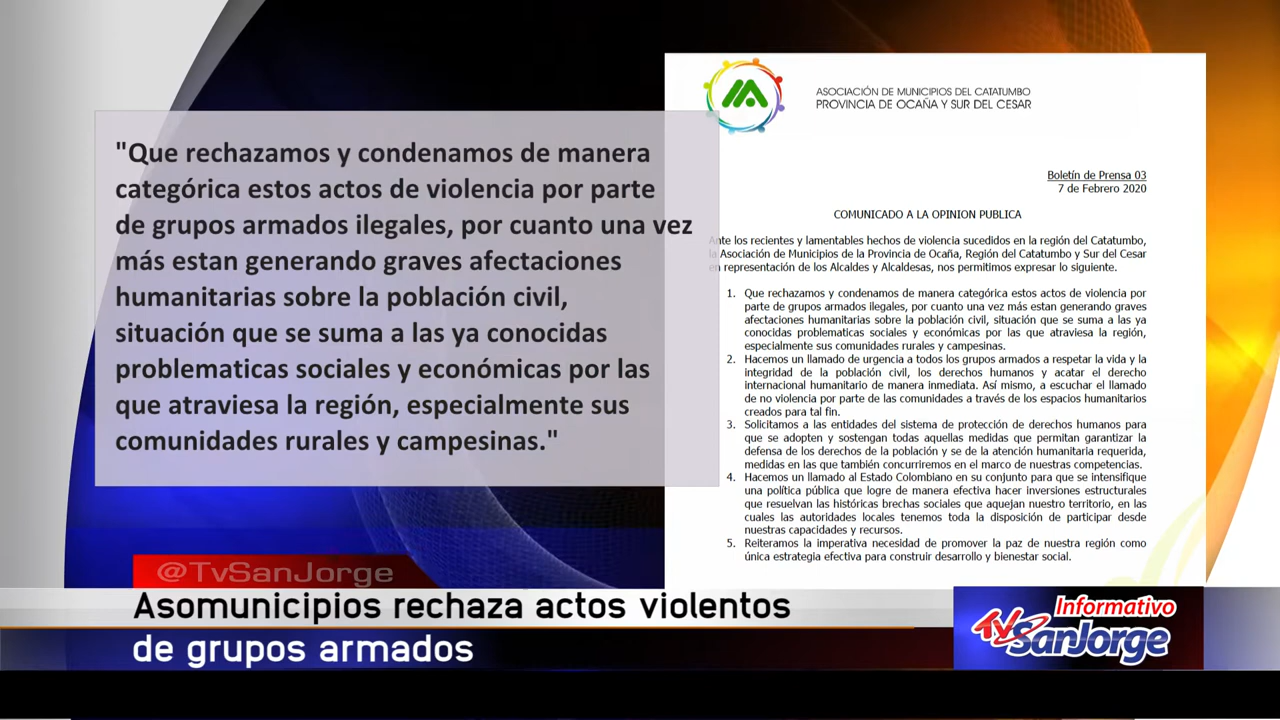 "Que rechazamos y condenamos de manera
categórica estos actos de violencia por parte
de grupos armados ilegales, por cuanto una vez
más estan generando graves afectaciones
humanitarias sobre la población civil,
situación que se suma a las ya conocidas
problematicas sociales y económicas por las
que atraviesa la región, especialmente sus
comunidades rurales y campesinas."
ASOCIACIÓN DE MUNICIPIOS DEL CATATUMBO
PROVINCIA DE OCAÑA Y SUR DEL CESAR
Boletín de Prensa 03
7 de Febrero 2020
COMUNICADO A LA OPINION PUBLICA
Ante los recientes y lamentables hechos de violencia sucedidos en la región del Catatumbo,
la Asociación de Municipios de la Provincia de Ocaña, Región del Catatumbo y Sur del Cesar
en representación de los Alcaldes y Alcaldesas, nos permitimos expresar lo siguiente.
1. Que rechazamos y condenamos de manera categórica estos actos de violencia por
parte de grupos armados ilegales, por cuanto una vez más estan generando graves
afectaciones humanitarias sobre la población civil, situación que se suma a las ya
conocidas problematicas sociales y económicas por las que atraviesa la región,
especialmente sus comunidades rurales y campesinas.
2. Hacemos un llamado de urgencia a todos los grupos armados a respetar la vida y la
integridad de la población civil, los derechos humanos y acatar el derecho
internacional humanitario de manera inmediata. Así mismo, a escuchar el llamado
de no violencia por parte de las comunidades a través de los espacios humanitarios
creados para tal fin.
3. Solicitamos a las entidades del sistema de protección de derechos humanos para
que se adopten y sostengan todas aquellas medidas que permitan garantizar la
defensa de los derechos de la población y se de la atención humanitaria requerida,
medidas en las que también concurriremos en el marco de nuestras competencias.
4. Hacemos un llamado al Estado Colombiano en su conjunto para que se intensifique
una política pública que logre de manera efectiva hacer inversiones estructurales
que resuelvan las históricas brechas sociales que aquejan nuestro territorio, en las
cuales las autoridades locales tenemos toda la disposición de participar desde
nuestras capacidades y recursos.
5. Reiteramos la imperativa necesidad de promover la paz de nuestra región como
única estrategia efectiva para construir desarrollo y bienestar social.
@TvSanJorge
Asomunicipios rechaza actos violentos
de grupos armados
Informativo
TV SanJorge